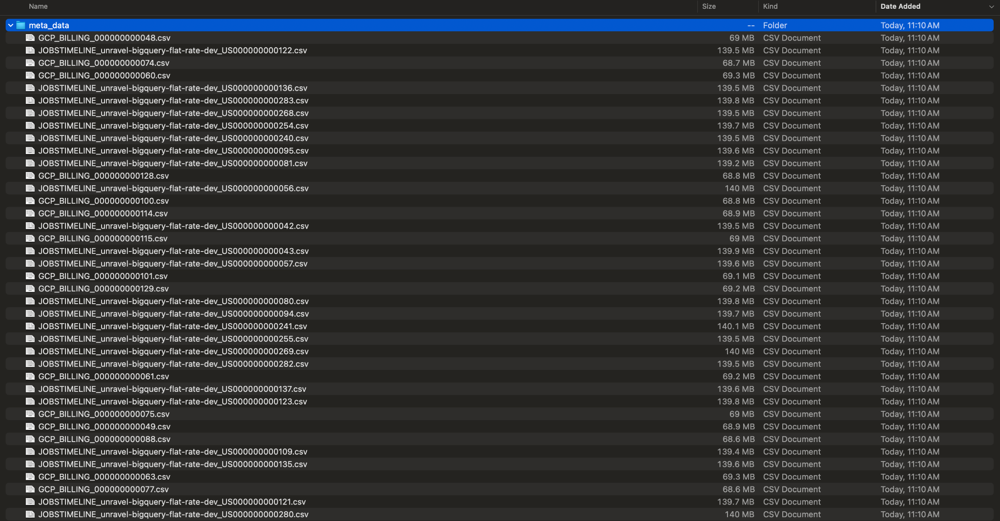 Name Size Kind Date Added
meta_data -- Folder Today, 11:10 AM
GCP_BILLING_000000000048.csv 69 MB CSV Document Today, 11:10 AM
JOBSTIMELINE_unravel-bigquery-flat-rate-dev_US000000000122.csv 139.5 MB CSV Document Today, 11:10 AM
GCP_BILLING_000000000074.csv 68.7 MB CSV Document Today, 11:10 AM
GCP_BILLING_000000000060.csv 69.3 MB CSV Document Today, 11:10 AM
JOBSTIMELINE_unravel-bigquery-flat-rate-dev_US000000000136.csv 139.5 MB CSV Document Today, 11:10 AM
JOBSTIMELINE_unravel-bigquery-flat-rate-dev_US000000000283.csv 139.8 MB CSV Document Today, 11:10 AM
JOBSTIMELINE_unravel-bigquery-flat-rate-dev_US000000000268.csv 139.5 MB CSV Document Today, 11:10 AM
JOBSTIMELINE_unravel-bigquery-flat-rate-dev_US000000000254.csv 139.7 MB CSV Document Today, 11:10 AM
JOBSTIMELINE_unravel-bigquery-flat-rate-dev_US000000000240.csv 139.5 MB CSV Document Today, 11:10 AM
JOBSTIMELINE_unravel-bigquery-flat-rate-dev_US000000000095.csv 139.6 MB CSV Document Today, 11:10 AM
JOBSTIMELINE_unravel-bigquery-flat-rate-dev_US000000000081.csv 139.2 MB CSV Document Today, 11:10 AM
GCP_BILLING_000000000128.csv 68.8 MB CSV Document Today, 11:10 AM
JOBSTIMELINE_unravel-bigquery-flat-rate-dev_US000000000056.csv 140 MB CSV Document Today, 11:10 AM
GCP_BILLING_000000000100.csv 68.8 MB CSV Document Today, 11:10 AM
GCP_BILLING_000000000114.csv 68.9 MB CSV Document Today, 11:10 AM
JOBSTIMELINE_unravel-bigquery-flat-rate-dev_US000000000042.csv 139.5 MB CSV Document Today, 11:10 AM
GCP_BILLING_000000000115.csv 69 MB CSV Document Today, 11:10 AM
JOBSTIMELINE_unravel-bigquery-flat-rate-dev_US000000000043.csv 139.9 MB CSV Document Today, 11:10 AM
JOBSTIMELINE_unravel-bigquery-flat-rate-dev_US000000000057.csv 139.6 MB CSV Document Today, 11:10 AM
GCP_BILLING_000000000101.csv 69.1 MB CSV Document Today, 11:10 AM
GCP_BILLING_000000000129.csv 69.2 MB CSV Document Today, 11:10 AM
JOBSTIMELINE_unravel-bigquery-flat-rate-dev_US000000000080.csv 139.8 MB CSV Document Today, 11:10 AM
JOBSTIMELINE_unravel-bigquery-flat-rate-dev_US000000000094.csv 139.7 MB CSV Document Today, 11:10 AM
JOBSTIMELINE_unravel-bigquery-flat-rate-dev_US000000000241.csv 140.1 MB CSV Document Today, 11:10 AM
JOBSTIMELINE_unravel-bigquery-flat-rate-dev_US000000000255.csv 139.5 MB CSV Document Today, 11:10 AM
JOBSTIMELINE_unravel-bigquery-flat-rate-dev_US000000000269.csv 140 MB CSV Document Today, 11:10 AM
JOBSTIMELINE_unravel-bigquery-flat-rate-dev_US000000000282.csv 139.5 MB CSV Document Today, 11:10 AM
GCP_BILLING_000000000061.csv 69.2 MB CSV Document Today, 11:10 AM
JOBSTIMELINE_unravel-bigquery-flat-rate-dev_US000000000137.csv 139.6 MB CSV Document Today, 11:10 AM
JOBSTIMELINE_unravel-bigquery-flat-rate-dev_US000000000123.csv 139.8 MB CSV Document Today, 11:10 AM
GCP_BILLING_000000000075.csv 69 MB CSV Document Today, 11:10 AM
GCP_BILLING_000000000049.csv 68.9 MB CSV Document Today, 11:10 AM
GCP_BILLING_000000000088.csv 68.6 MB CSV Document Today, 11:10 AM
JOBSTIMELINE_unravel-bigquery-flat-rate-dev_US000000000109.csv 139.4 MB CSV Document Today, 11:10 AM
JOBSTIMELINE_unravel-bigquery-flat-rate-dev_US000000000135.csv 139.6 MB CSV Document Today, 11:10 AM
GCP_BILLING_000000000063.csv 69.3 MB CSV Document Today, 11:10 AM
GCP_BILLING_000000000077.csv 68.6 MB CSV Document Today, 11:10 AM
JOBSTIMELINE_unravel-bigquery-flat-rate-dev_US000000000121.csv 139.7 MB CSV Document Today, 11:10 AM
JOBSTIMELINE_unravel-bigquery-flat-rate-dev_US000000000280.csv 140 MB CSV Document Today, 11:10 AM